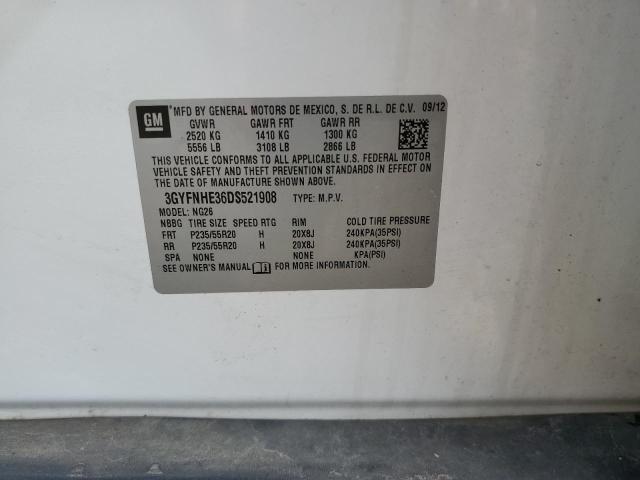 GM *MFD BY GENERAL MOTORS DE MEXICO, S. DE R.L. DE C.V. 09/12
GVWR GAWR FRT GAWR RR
2520 KG 1410 KG 1300 KG
5556 LB 3108 LB 2866 LB
THIS VEHICLE CONFORMS TO ALL APPLICABLE U.S. FEDERAL MOTOR
VEHICLE SAFETY AND THEFT PREVENTION STANDARDS IN EFFECT ON
THE DATE OF MANUFACTURE SHOWN ABOVE.
3GYFNHE36DS521908 TYPE: M.P.V.
MODEL: NG26
NBBG TIRE SIZE SPEED RTG RIM COLD TIRE PRESSURE
FRT P235/55R20 H 20X8J 240KPA(35PSI)
RR P235/55R20 H 20X8J 240KPA(35PSI)
SPA NONE NONE KPA(PSI)
SEE OWNER'S MANUAL FOR MORE INFORMATION.